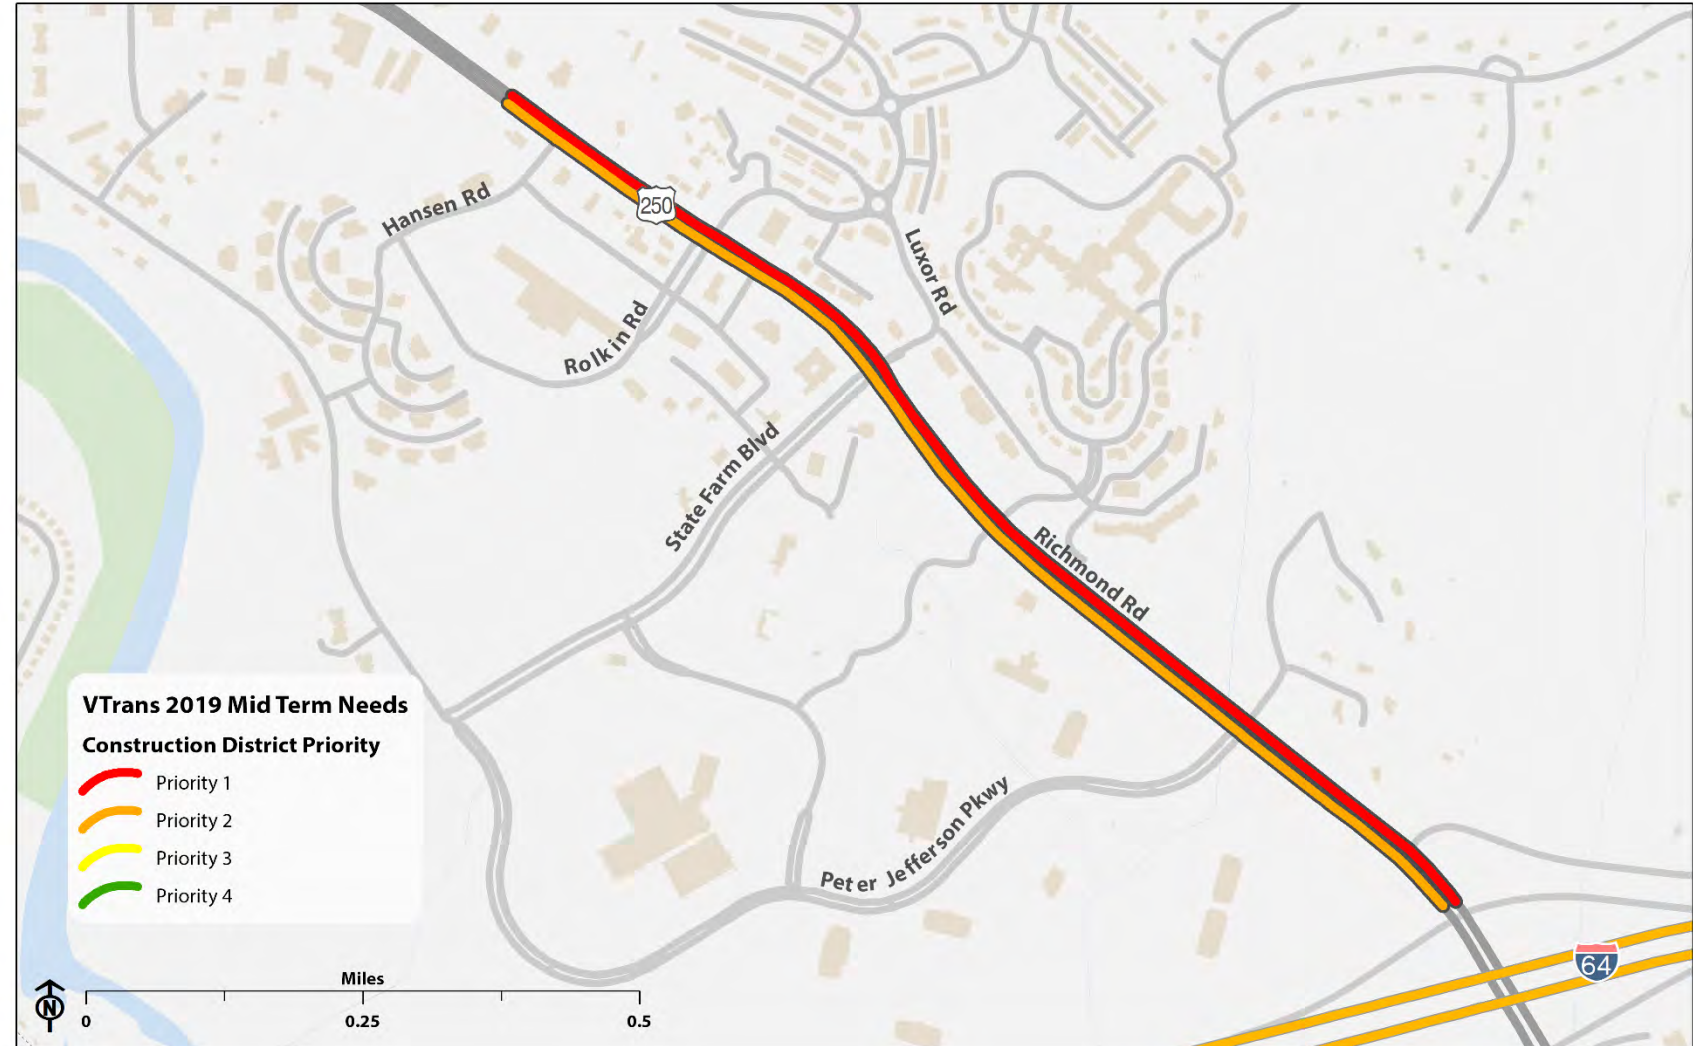 250
Hansen Rd
Luxor Rd
Rolkin Rd
State Farm Blvd
Richmond Rd
Peter Jefferson Pkwy
64
VTrans 2019 Mid Term Needs
Construction District Priority
Priority 1
Priority 2
Priority 3
Priority 4
Miles
N
0 0.25 0.5